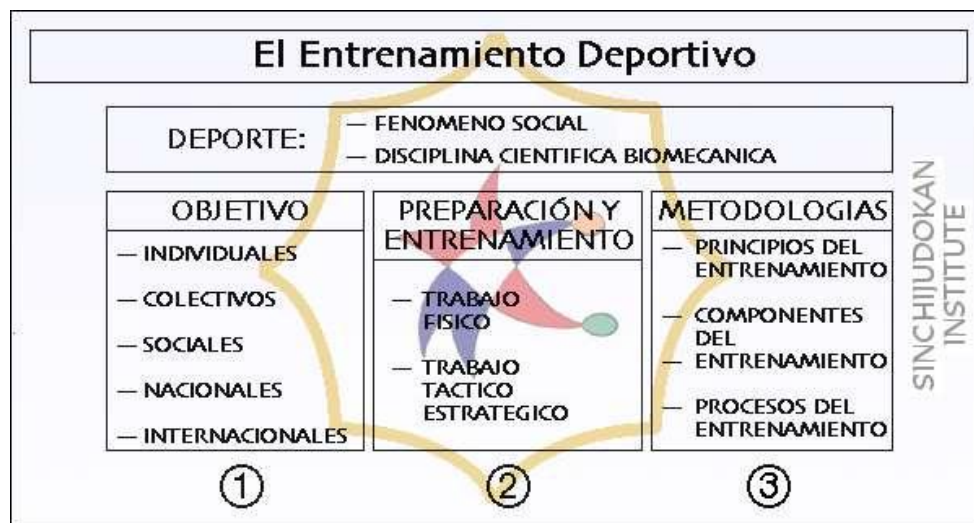 El Entrenamiento Deportivo
DEPORTE:
— FENOMENO SOCIAL
— DISCIPLINA CIENTIFICA BIOMECANICA
OBJETIVO
— INDIVIDUALES
— COLECTIVOS
— SOCIALES
— NACIONALES
— INTERNACIONALES
1
PREPARACIÓN Y
ENTRENAMIENTO
— TRABAJO
FISICO
— TRABAJO
TACTICO
ESTRATEGICO
2
METODOLOGIAS
— PRINCIPIOS DEL
ENTRENAMIENTO
— COMPONENTES
DEL
— ENTRENAMIENTO
— PROCESOS DEL
ENTRENAMIENTO
3
SINCHIJUDOKAN
INSTITUTE